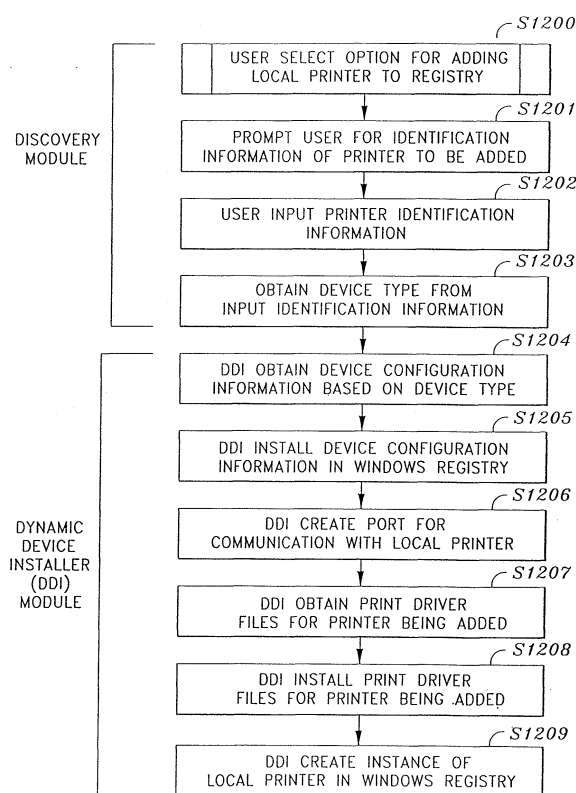 S1200
USER SELECT OPTION FOR ADDING
LOCAL PRINTER TO REGISTRY
S1201
PROMPT USER FOR IDENTIFICATION
INFORMATION OF PRINTER TO BE ADDED
S1202
USER INPUT PRINTER IDENTIFICATION
INFORMATION
S1203
OBTAIN DEVICE TYPE FROM
INPUT IDENTIFICATION INFORMATION
DISCOVERY
MODULE
S1204
DDI OBTAIN DEVICE CONFIGURATION
INFORMATION BASED ON DEVICE TYPE
S1205
DDI INSTALL DEVICE CONFIGURATION
INFORMATION IN WINDOWS REGISTRY
S1206
DDI CREATE PORT FOR
COMMUNICATION WITH LOCAL PRINTER
S1207
DDI OBTAIN PRINT DRIVER
FILES FOR PRINTER BEING ADDED
S1208
DDI INSTALL PRINT DRIVER
FILES FOR PRINTER BEING ADDED
S1209
DDI CREATE INSTANCE OF
LOCAL PRINTER IN WINDOWS REGISTRY
DYNAMIC
DEVICE
INSTALLER
(DDI)
MODULE